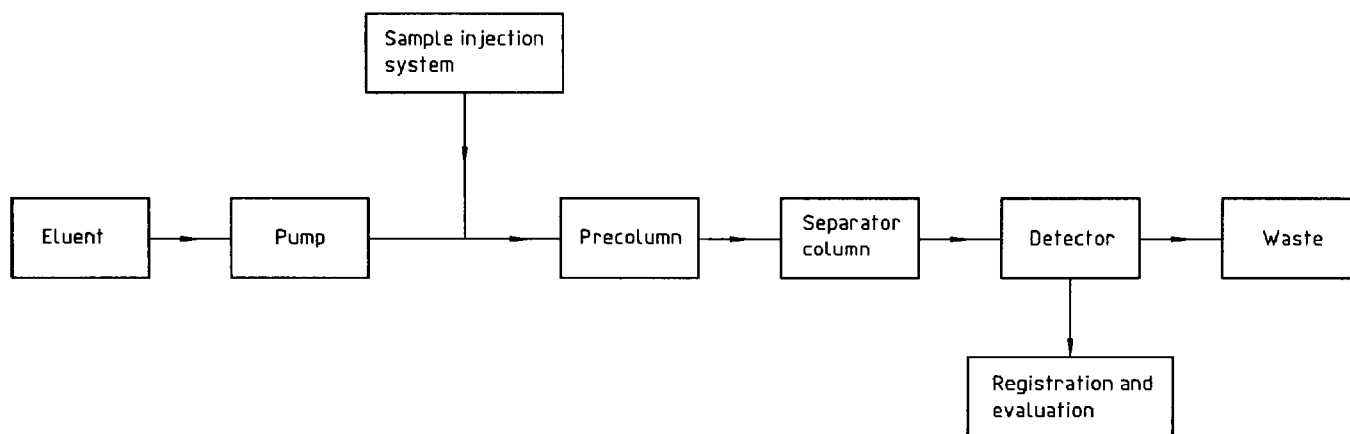 Sample injection
system
Eluent
Pump
Precolumn
Separator
column
Detector
Waste
Registration and
evaluation